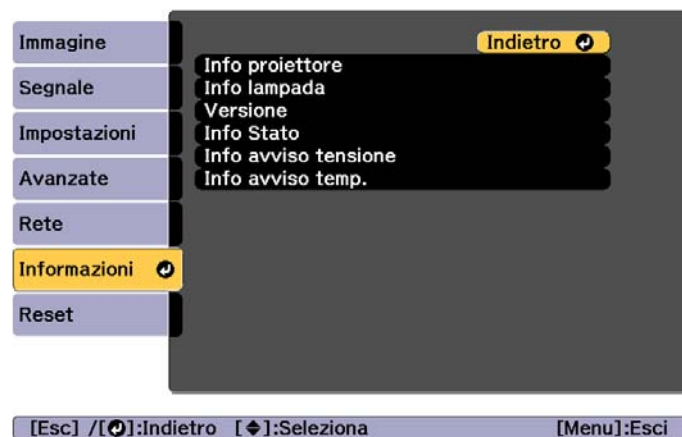 Immagine
Segnale
Impostazioni
Avanzate
Rete
Informazioni
Reset
Indietro
Info proiettore
Info lampada
Versione
Info Stato
Info avviso tensione
Info avviso temp.
[Esc] /[⏎]:Indietro [◆]:Seleziona [Menu]:Esci